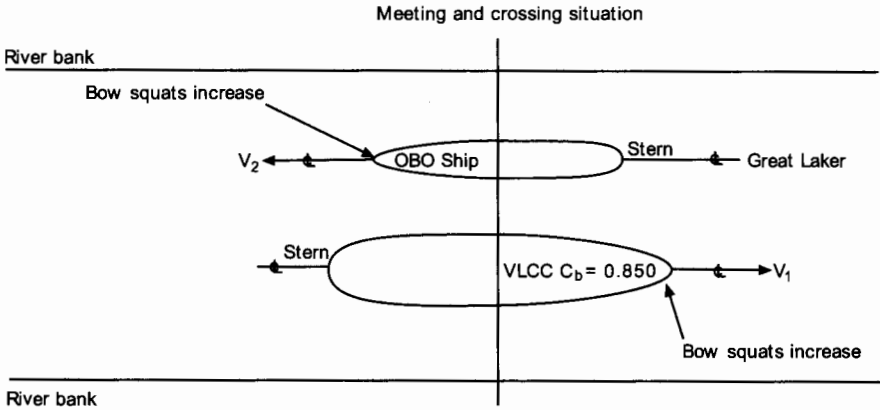 Meeting and crossing situation
River bank
Bow squats increase
V₂
℄
OBO Ship
Stern
℄
Great Laker
℄
Stern
VLCC C_b = 0.850
℄
V₁
Bow squats increase
River bank